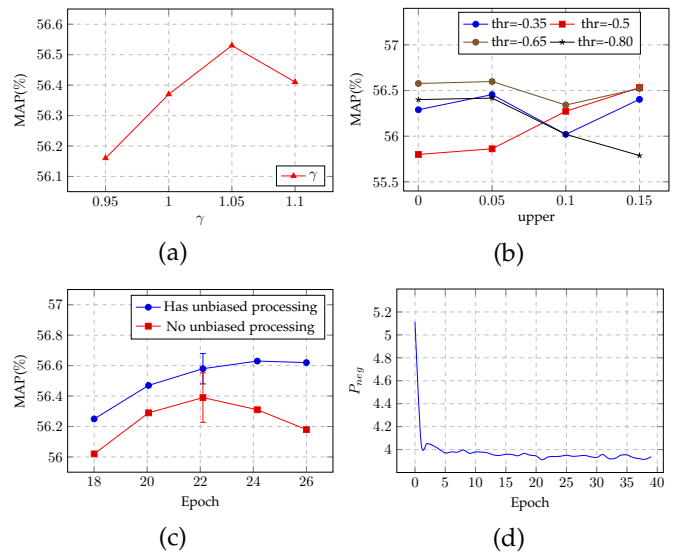 56.6
56.5
56.4
56.3
56.2
56.1
MAP(%)
0.95 1 1.05 1.1
γ
γ
(a)
thr=-0.35 thr=-0.5
thr=-0.65 thr=-0.80
57
56.5
56
55.5
MAP(%)
0 0.05 0.1 0.15
upper
(b)
Has unbiased processing
No unbiased processing
57
56.8
56.6
56.4
56.2
56
MAP(%)
18 20 22 24 26
Epoch
(c)
5.2
5
4.8
4.6
4.4
4.2
4
P_neg
0 5 10 15 20 25 30 35 40
Epoch
(d)